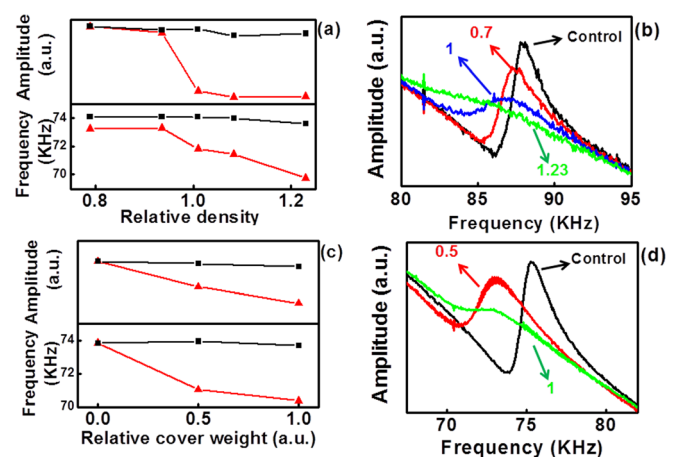 Amplitude (a.u.)
Frequency (KHz)
74
72
70
0.8
1.0
1.2
Relative density
(a)
Amplitude (a.u.)
0.7
1
Control
1.23
(b)
80
85
90
95
Frequency (KHz)
Amplitude (a.u.)
Frequency (KHz)
74
72
70
0.0
0.5
1.0
Relative cover weight (a.u.)
(c)
Amplitude (a.u.)
0.5
Control
1
(d)
70
75
80
Frequency (KHz)